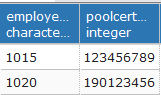 employe... poolcert...
characte... integer
1015 123456789
1020 190123456